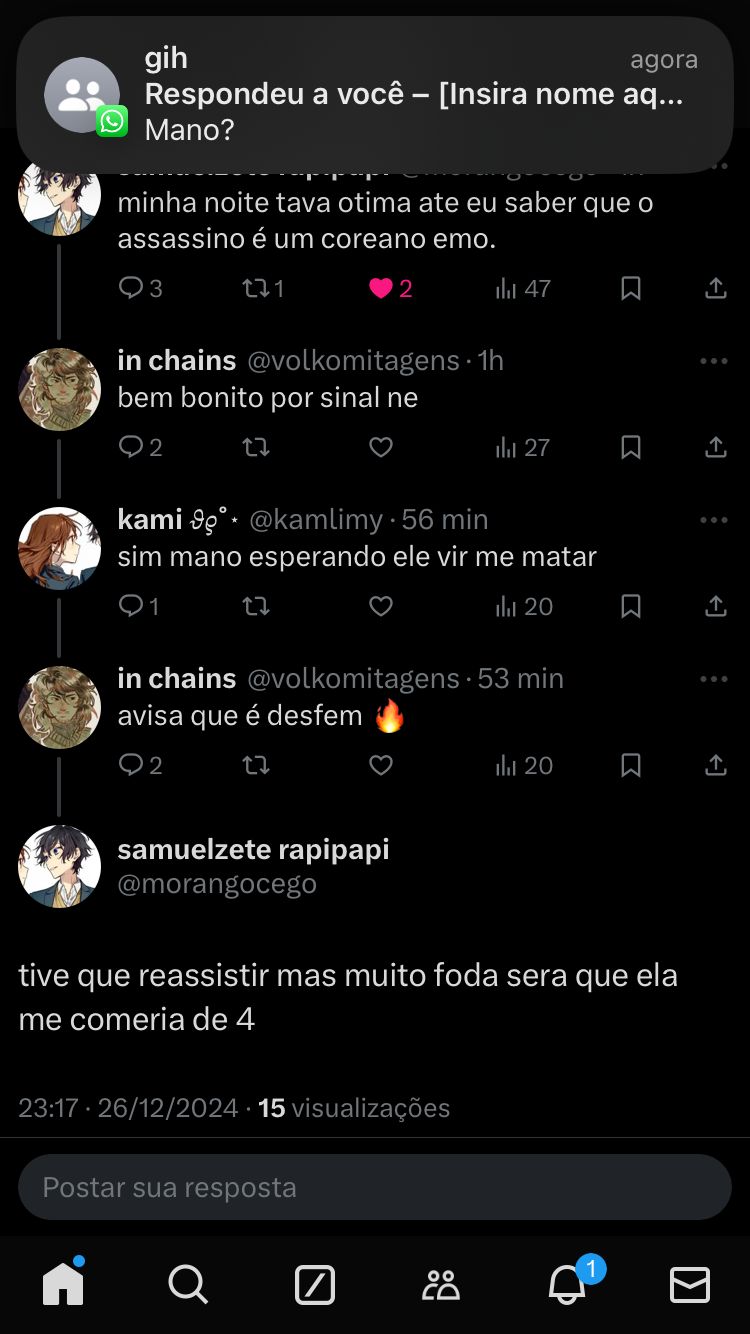 gih
agora
Respondeu a você – [Insira nome aq...
Mano?
samuelzete rapipapi @morangocego
minha noite tava otima ate eu saber que o
assassino é um coreano emo.
3 1 2 47
in chains @volkomitagens · 1h
bem bonito por sinal ne
2 27
kami 𝜗𝜚˚⋆ @kamlimy · 56 min
sim mano esperando ele vir me matar
1 20
in chains @volkomitagens · 53 min
avisa que é desfem 🔥
2 20
samuelzete rapipapi
@morangocego
tive que reassistir mas muito foda sera que ela
me comeria de 4
23:17 · 26/12/2024 · 15 visualizações
Postar sua resposta
1